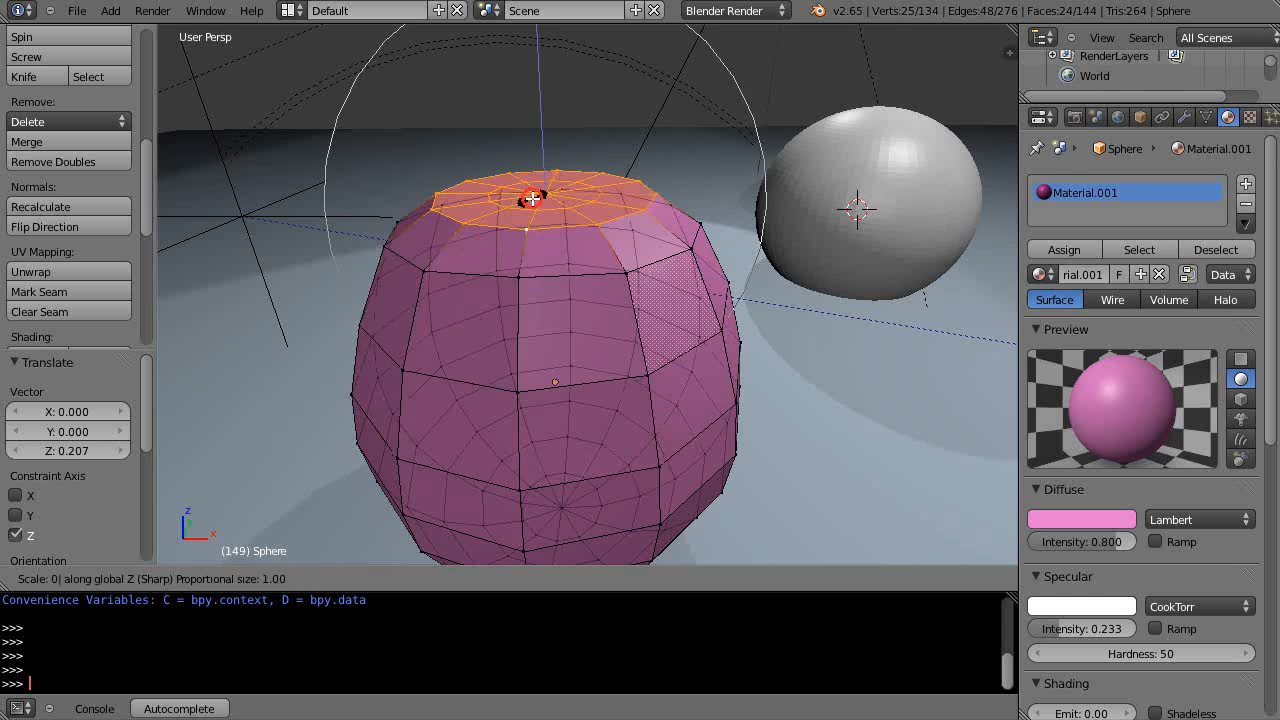 File Add Render Window Help Default Scene Blender Render v2.65 | Verts:25/134 | Edges:48/276 | Faces:24/144 | Tris:264 | Sphere
Spin
Screw
Knife Select
Remove:
Delete
Merge
Remove Doubles
Normals:
Recalculate
Flip Direction
UV Mapping:
Unwrap
Mark Seam
Clear Seam
Shading:
Translate
Vector
X: 0.000
Y: 0.000
Z: 0.207
Constraint Axis
X
Y
Z
Orientation
User Persp
z
x
(149) Sphere
Scale: 0| along global Z (Sharp) Proportional size: 1.00
Convenience Variables: C = bpy.context, D = bpy.data
>>>
>>>
>>>
>>>
>>>
Console Autocomplete
View Search All Scenes
RenderLayers
World
Sphere Material.001
Material.001
Assign Select Deselect
rial.001 F Data
Surface Wire Volume Halo
Preview
Diffuse
Lambert
Intensity: 0.800 Ramp
Specular
CookTorr
Intensity: 0.233 Ramp
Hardness: 50
Shading
Emit: 0.00 Shadeless